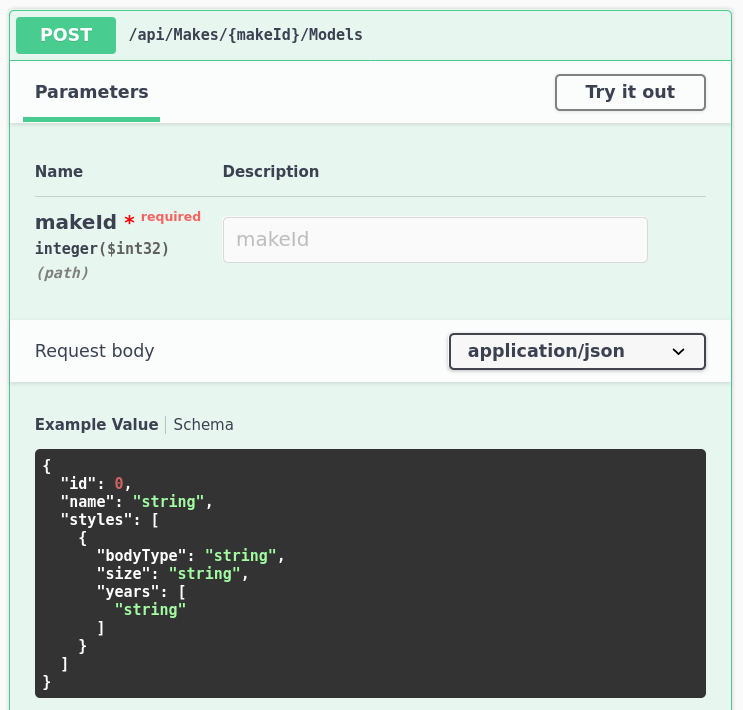 POST /api/Makes/{makeId}/Models
Parameters
Try it out
Name Description
makeId * required
integer($int32)
(path)
makeId
Request body
application/json
Example Value Schema
{
  "id": 0,
  "name": "string",
  "styles": [
    {
      "bodyType": "string",
      "size": "string",
      "years": [
        "string"
      ]
    }
  ]
}